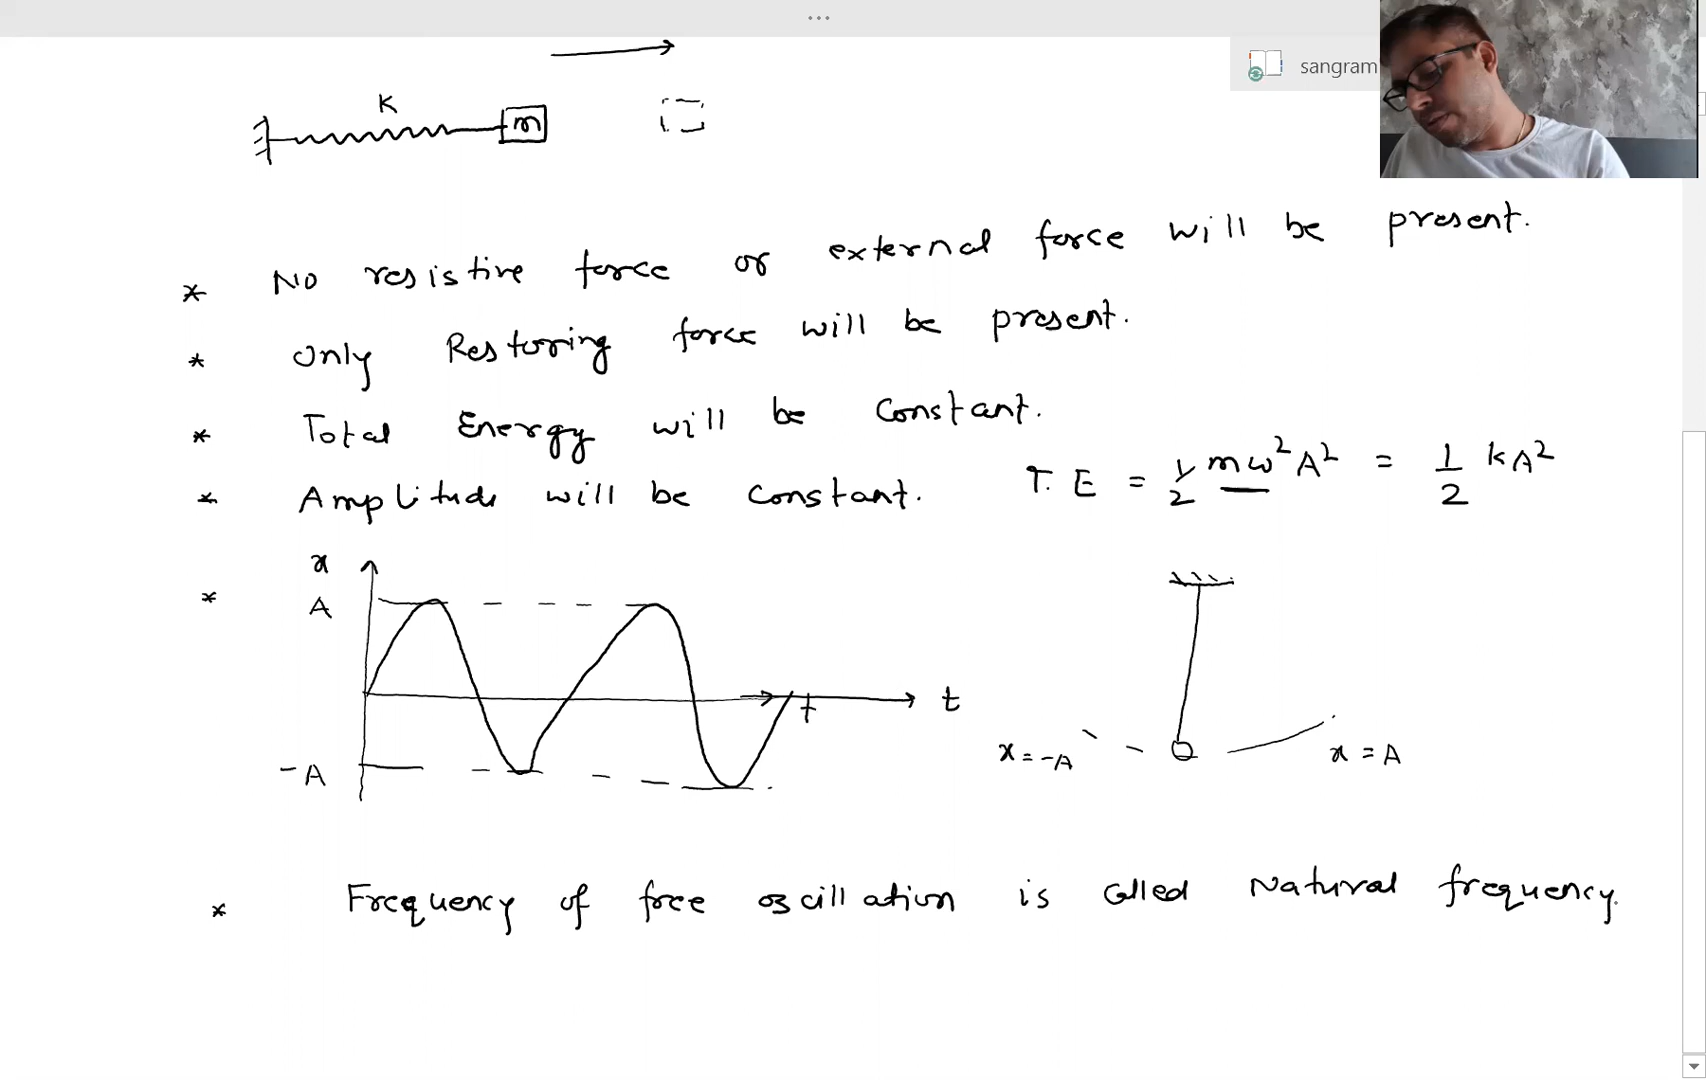 sangram
K
m
* No resistive force or external force will be present.
* Only Restoring force will be present.
* Total Energy will be constant.
* Amplitude will be constant. T.E = 1/2 mω²A² = 1/2 kA²
* x
A
t
t
-A
x = -A
x = A
* Frequency of free oscillation is called Natural frequency.